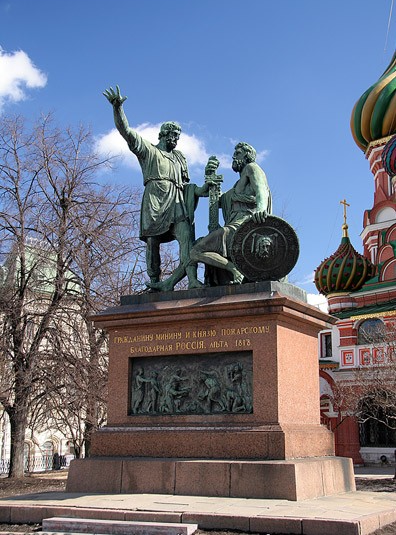 ГРАЖДАНИНУ МИНИНУ И КНЯЗЮ ПОЖАРСКОМУ
БЛАГОДАРНАЯ РОССІЯ. ЛѢТА 1818